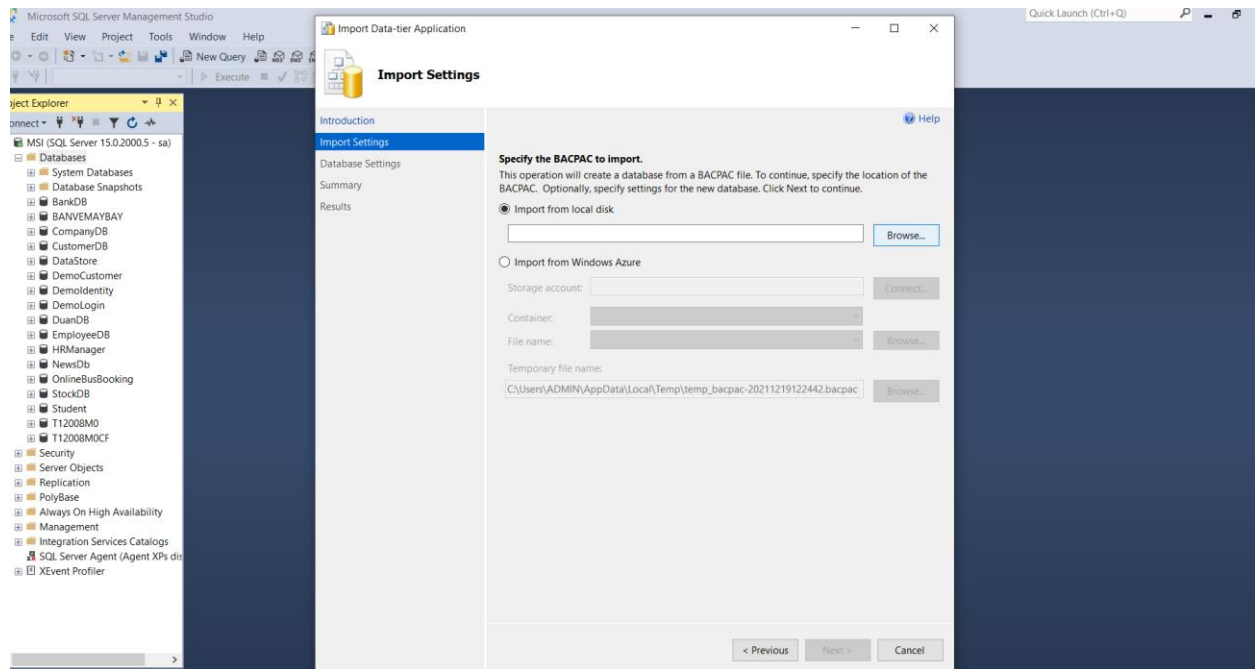 Microsoft SQL Server Management Studio
Quick Launch (Ctrl+Q)
Edit View Project Tools Window Help
New Query
Execute
Object Explorer
MSI (SQL Server 15.0.2000.5 - sa)
Databases
System Databases
Database Snapshots
BankDB
BANVEMAYBAY
CompanyDB
CustomerDB
DataStore
DemoCustomer
DemoIdentity
DemoLogin
DuanDB
EmployeeDB
HRManager
NewsDb
OnlineBusBooking
StockDB
Student
T12008M0
T12008M0CF
Security
Server Objects
Replication
PolyBase
Always On High Availability
Management
Integration Services Catalogs
SQL Server Agent (Agent XPs dis
XEvent Profiler
Import Data-tier Application
Import Settings
Introduction
Import Settings
Database Settings
Summary
Results
Help
Specify the BACPAC to import.
This operation will create a database from a BACPAC file. To continue, specify the location of the
BACPAC. Optionally, specify settings for the new database. Click Next to continue.
Import from local disk
Browse...
Import from Windows Azure
Storage account:
Connect...
Container:
File name:
Browse...
Temporary file name:
C:\Users\ADMIN\AppData\Local\Temp\temp_bacpac-20211219122442.bacpac
Browse...
< Previous Next > Cancel